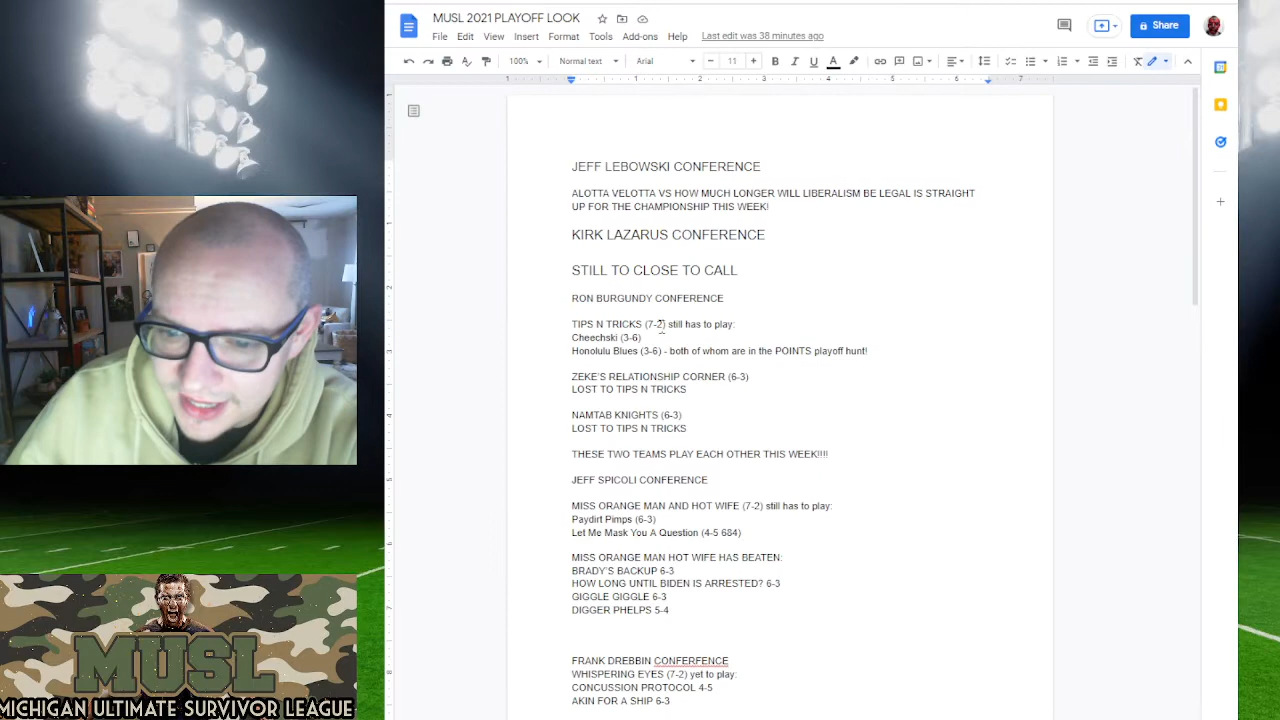 MUSL 2021 PLAYOFF LOOK
File Edit View Insert Format Tools Add-ons Help Last edit was 38 minutes ago
Share
100% Normal text Arial 11 B I U A
1 1 2 3 4 5 6 7
JEFF LEBOWSKI CONFERENCE
ALOTTA VELOTTA VS HOW MUCH LONGER WILL LIBERALISM BE LEGAL IS STRAIGHT
UP FOR THE CHAMPIONSHIP THIS WEEK!
KIRK LAZARUS CONFERENCE
STILL TO CLOSE TO CALL
RON BURGUNDY CONFERENCE
TIPS N TRICKS (7-2) still has to play:
Cheechski (3-6)
Honolulu Blues (3-6) - both of whom are in the POINTS playoff hunt!
ZEKE'S RELATIONSHIP CORNER (6-3)
LOST TO TIPS N TRICKS
NAMTAB KNIGHTS (6-3)
LOST TO TIPS N TRICKS
THESE TWO TEAMS PLAY EACH OTHER THIS WEEK!!!!
JEFF SPICOLI CONFERENCE
MISS ORANGE MAN AND HOT WIFE (7-2) still has to play:
Paydirt Pimps (6-3)
Let Me Mask You A Question (4-5 684)
MISS ORANGE MAN HOT WIFE HAS BEATEN:
BRADY'S BACKUP 6-3
HOW LONG UNTIL BIDEN IS ARRESTED? 6-3
GIGGLE GIGGLE 6-3
DIGGER PHELPS 5-4
FRANK DREBBIN CONFERFENCE
WHISPERING EYES (7-2) yet to play:
CONCUSSION PROTOCOL 4-5
AKIN FOR A SHIP 6-3
MUSL
MICHIGAN ULTIMATE SURVIVOR LEAGUE